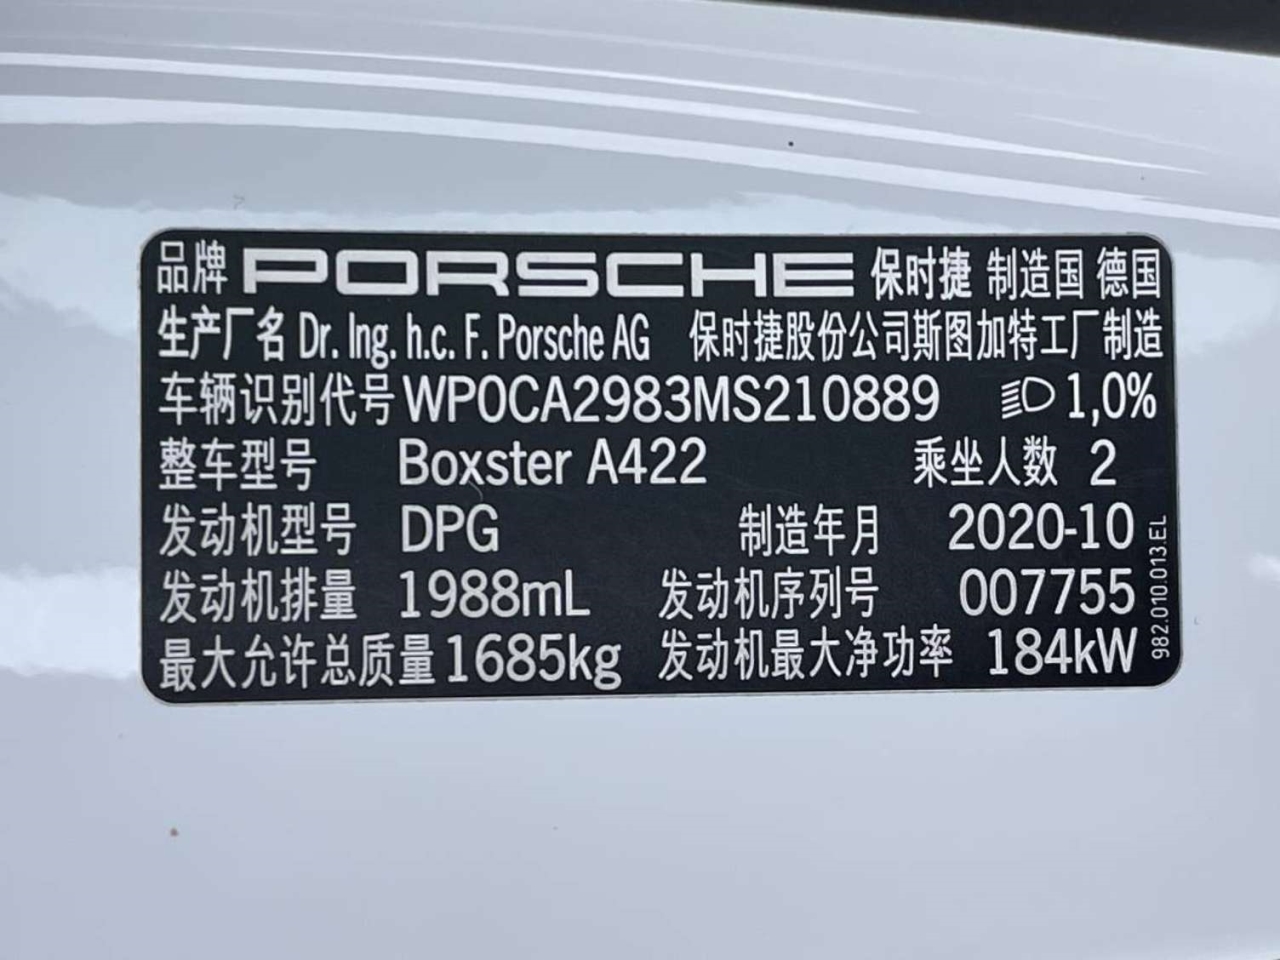 品牌 PORSCHE 保时捷 制造国 德国
生产厂名 Dr. Ing. h.c. F. Porsche AG 保时捷股份公司斯图加特工厂制造
车辆识别代号 WP0CA2983MS210889 1,0%
整车型号 Boxster A422 乘坐人数 2
发动机型号 DPG 制造年月 2020-10
发动机排量 1988mL 发动机序列号 007755
最大允许总质量 1685kg 发动机最大净功率 184kW
982.010.013.EL